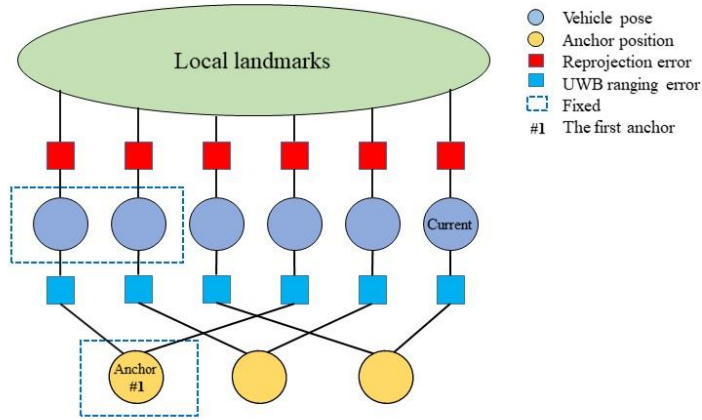 Local landmarks
Vehicle pose
Anchor position
Reprojection error
UWB ranging error
Fixed
#1 The first anchor
Current
Anchor
#1